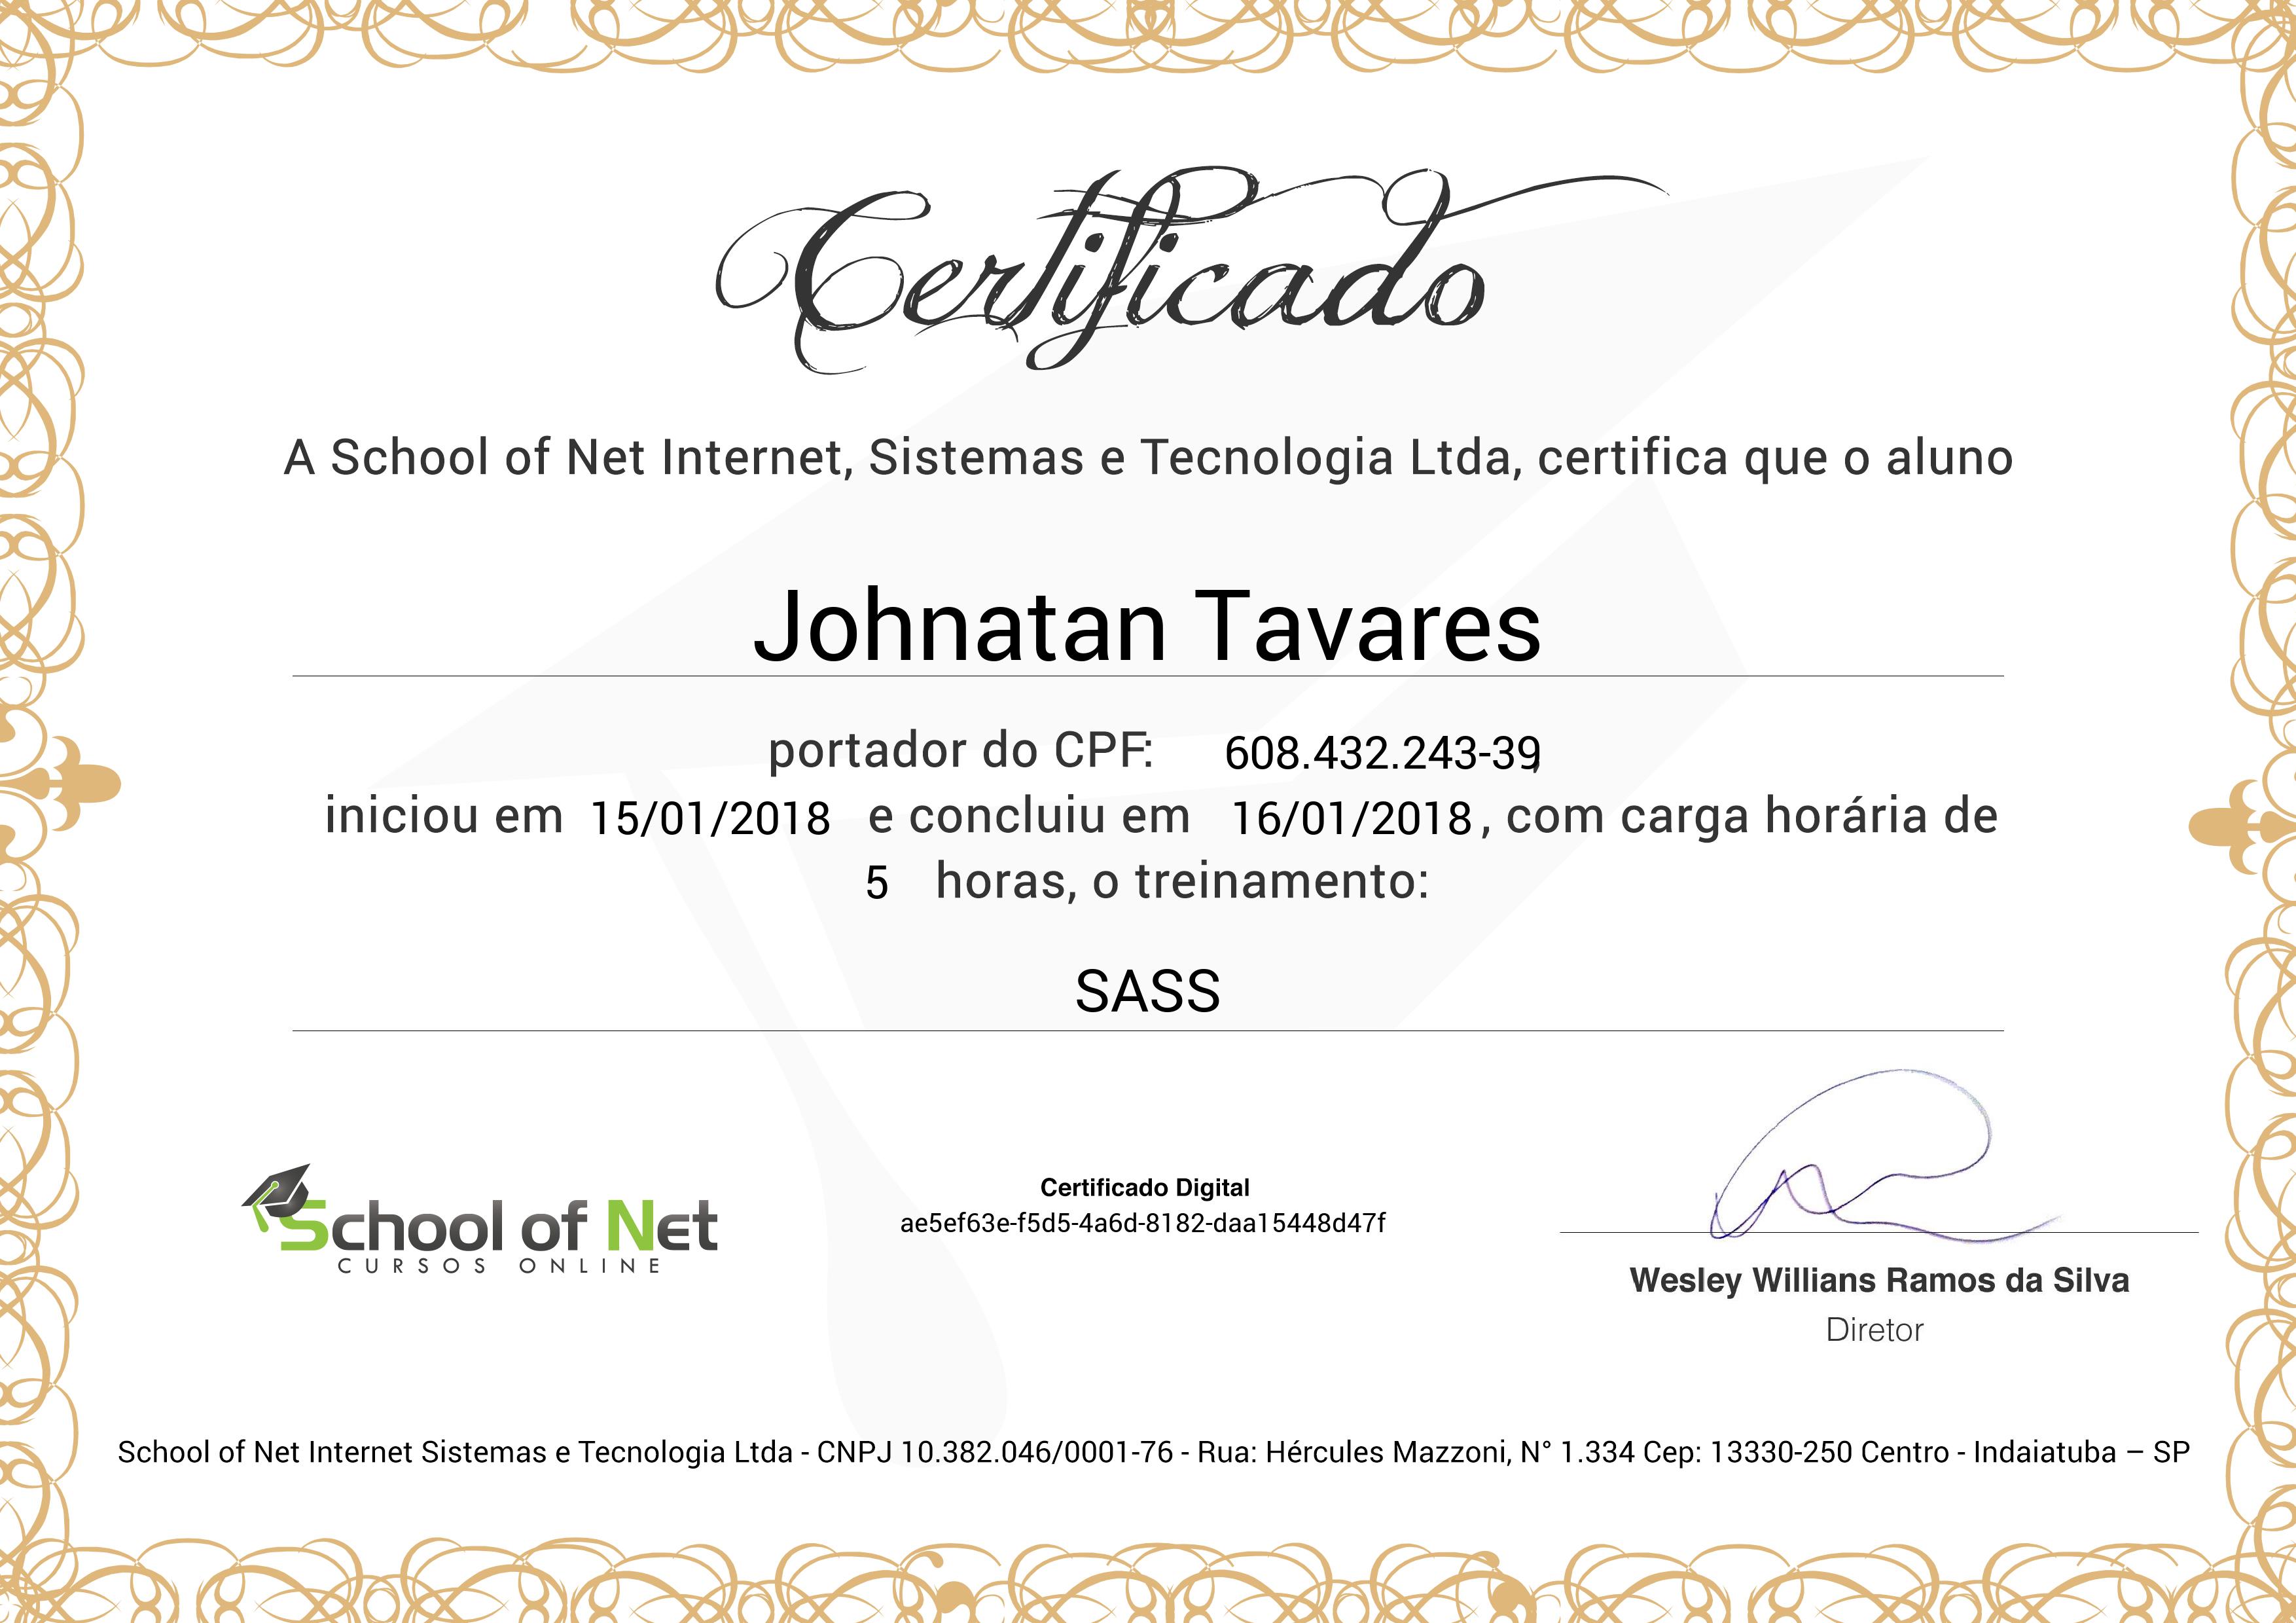 Certificado
A School of Net Internet, Sistemas e Tecnologia Ltda, certifica que o aluno
Johnatan Tavares
portador do CPF: 608.432.243-39,
iniciou em 15/01/2018 e concluiu em 16/01/2018, com carga horária de
5 horas, o treinamento:
SASS
School of Net
CURSOS ONLINE
Certificado Digital
ae5ef63e-f5d5-4a6d-8182-daa15448d47f
Wesley Willians Ramos da Silva
Diretor
School of Net Internet Sistemas e Tecnologia Ltda - CNPJ 10.382.046/0001-76 - Rua: Hércules Mazzoni, N° 1.334 Cep: 13330-250 Centro - Indaiatuba – SP